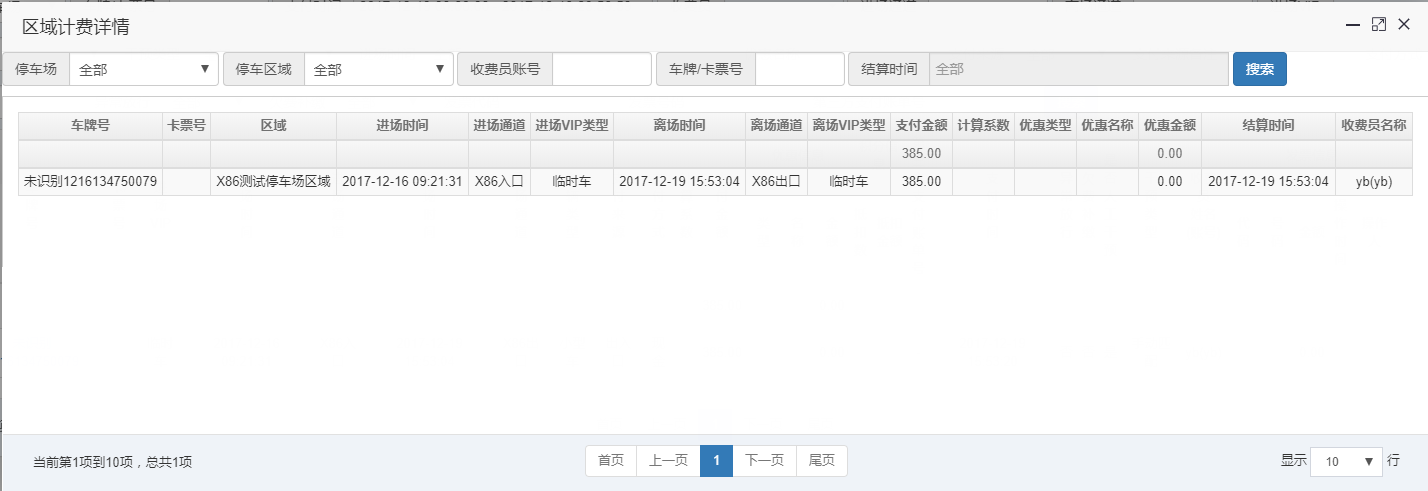 区域计费详情
停车场 全部 停车区域 全部 收费员账号 车牌/卡票号 结算时间 全部 搜索
车牌号 卡票号 区域 进场时间 进场通道 进场VIP类型 离场时间 离场通道 离场VIP类型 支付金额 计算系数 优惠类型 优惠名称 优惠金额 结算时间 收费员名称
385.00 0.00
未识别1216134750079 X86测试停车场区域 2017-12-16 09:21:31 X86入口 临时车 2017-12-19 15:53:04 X86出口 临时车 385.00 0.00 2017-12-19 15:53:04 yb(yb)
当前第1项到10项，总共1项 首页 上一页 1 下一页 尾页 显示 10 行